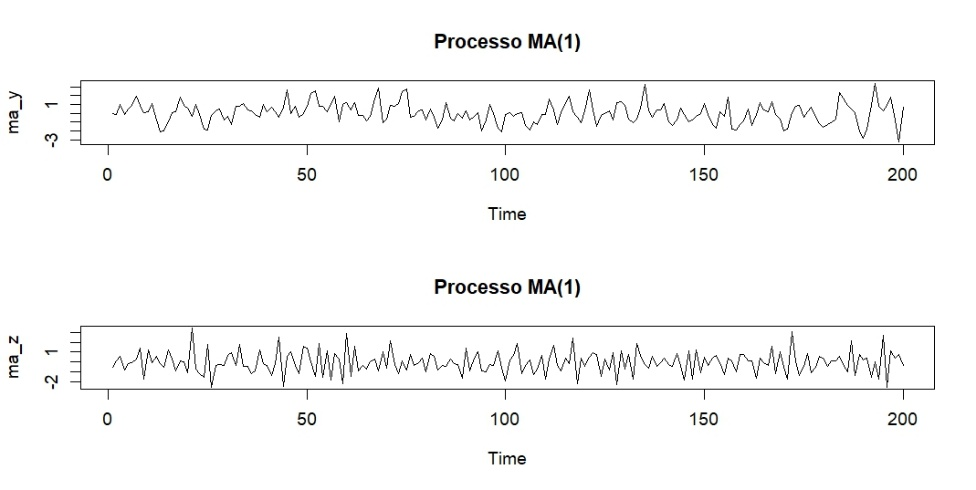 Processo MA(1)
ma_y
1
-3
0 50 100 150 200
Time
Processo MA(1)
ma_z
1
-2
0 50 100 150 200
Time